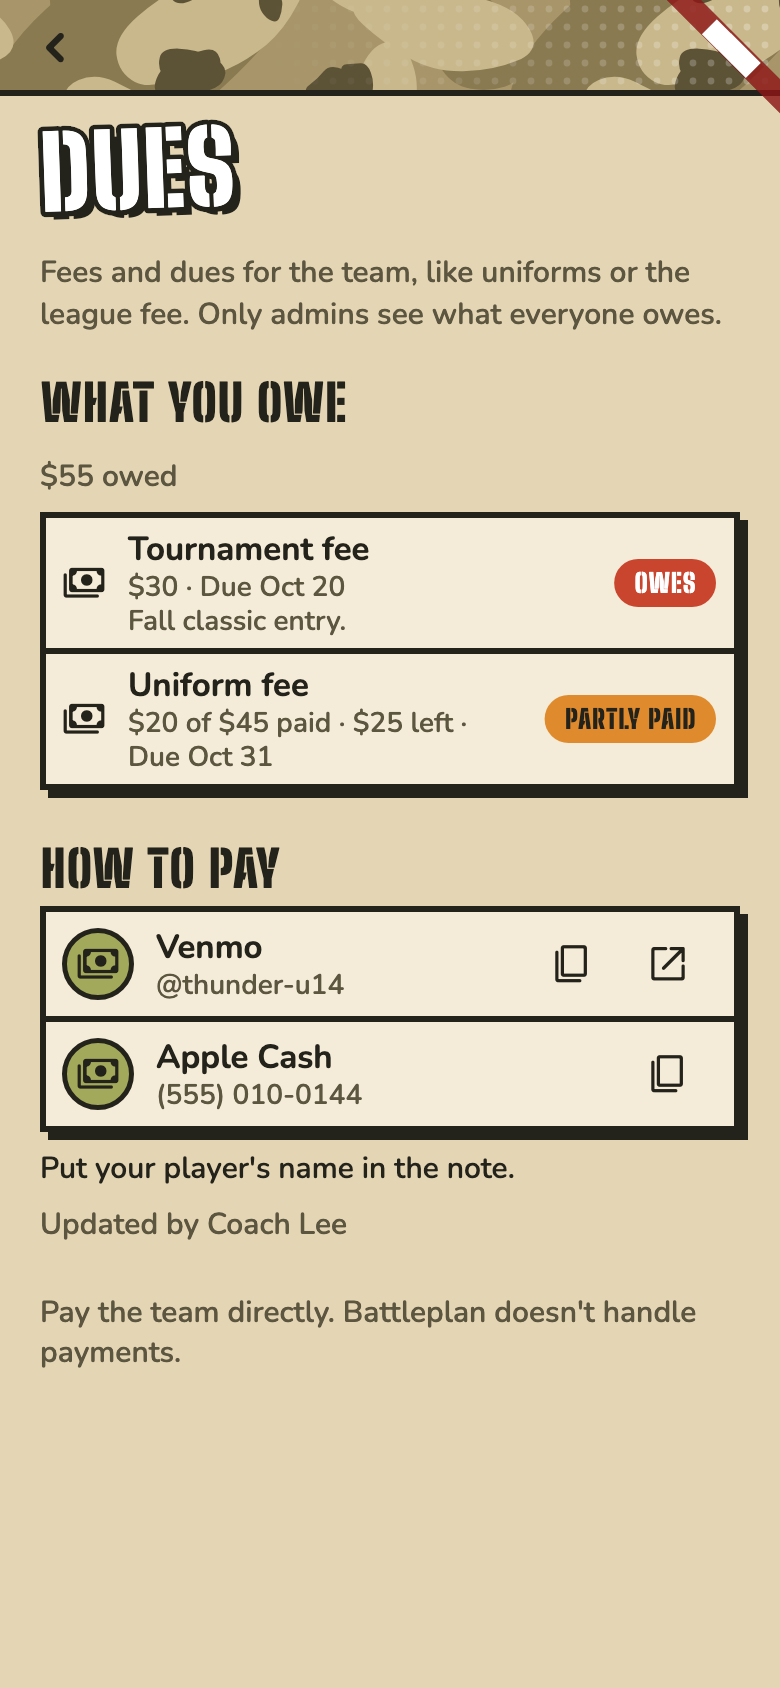 DUES
Fees and dues for the team, like uniforms or the
league fee. Only admins see what everyone owes.
WHAT YOU OWE
$55 owed
Tournament fee
$30 · Due Oct 20
Fall classic entry.
OWES
Uniform fee
$20 of $45 paid · $25 left ·
Due Oct 31
PARTLY PAID
HOW TO PAY
Venmo
@thunder-u14
Apple Cash
(555) 010-0144
Put your player's name in the note.
Updated by Coach Lee
Pay the team directly. Battleplan doesn't handle
payments.